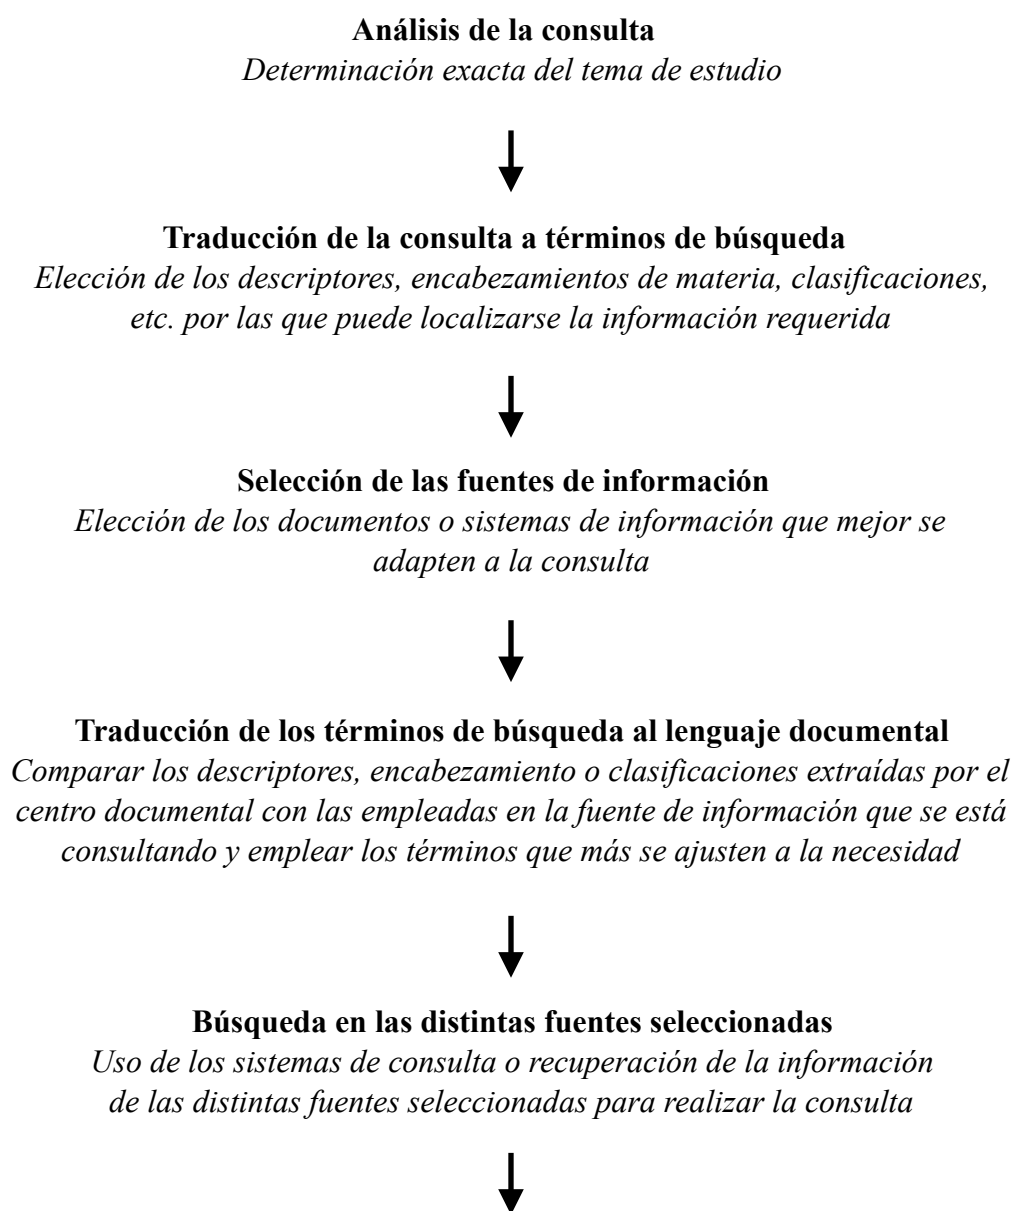 Análisis de la consulta
Determinación exacta del tema de estudio
Traducción de la consulta a términos de búsqueda
Elección de los descriptores, encabezamientos de materia, clasificaciones,
etc. por las que puede localizarse la información requerida
Selección de las fuentes de información
Elección de los documentos o sistemas de información que mejor se
adapten a la consulta
Traducción de los términos de búsqueda al lenguaje documental
Comparar los descriptores, encabezamiento o clasificaciones extraídas por el
centro documental con las empleadas en la fuente de información que se está
consultando y emplear los términos que más se ajusten a la necesidad
Búsqueda en las distintas fuentes seleccionadas
Uso de los sistemas de consulta o recuperación de la información
de las distintas fuentes seleccionadas para realizar la consulta